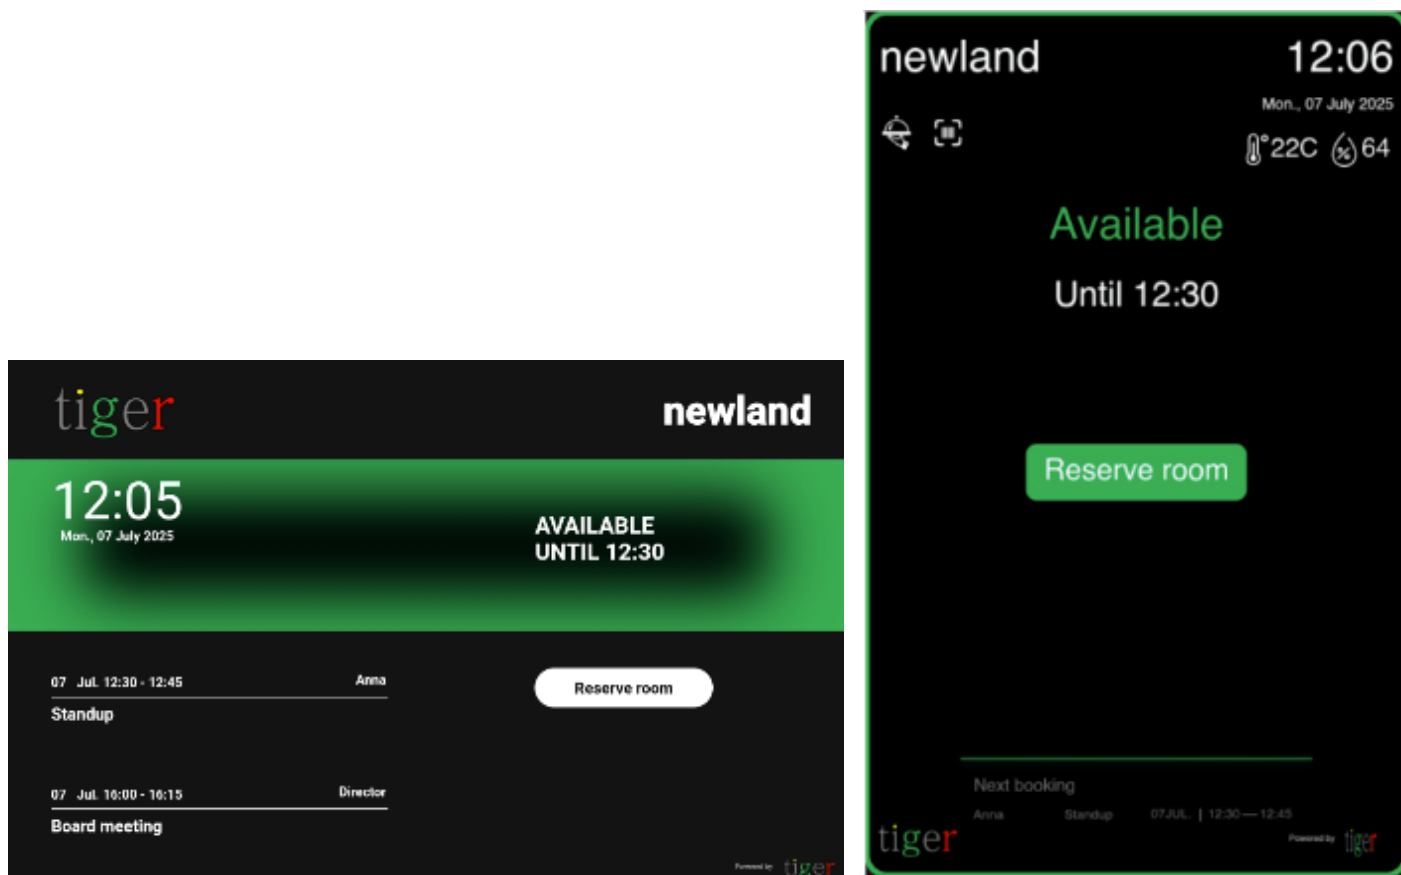 tiger
newland
12:05
Mon., 07 July 2025
AVAILABLE
UNTIL 12:30
07 Jul. 12:30 - 12:45 Anna
Standup
Reserve room
07 Jul. 16:00 - 16:15 Director
Board meeting
Powered by tiger
newland
12:06
Mon., 07 July 2025
°22C % 64
Available
Until 12:30
Reserve room
Next booking
Anna Standup 07JUL. | 12:30—12:45
tiger
Powered by tiger